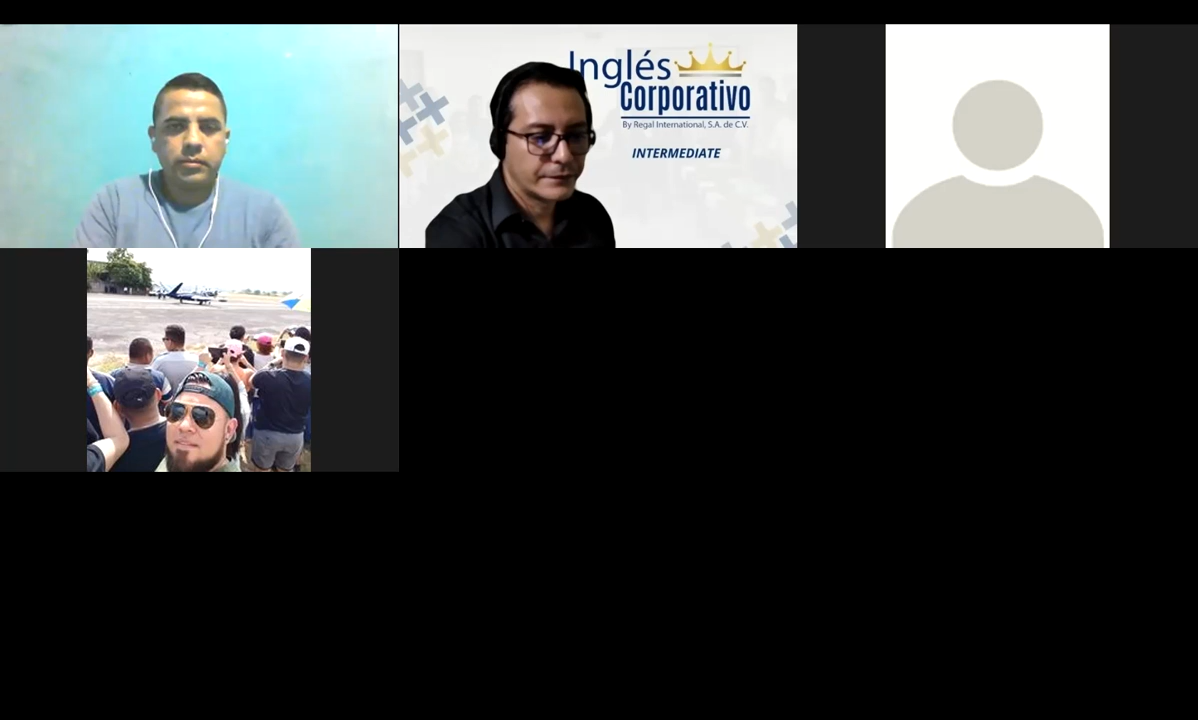 Inglés
Corporativo
By Regal International, S.A. de C.V.
INTERMEDIATE